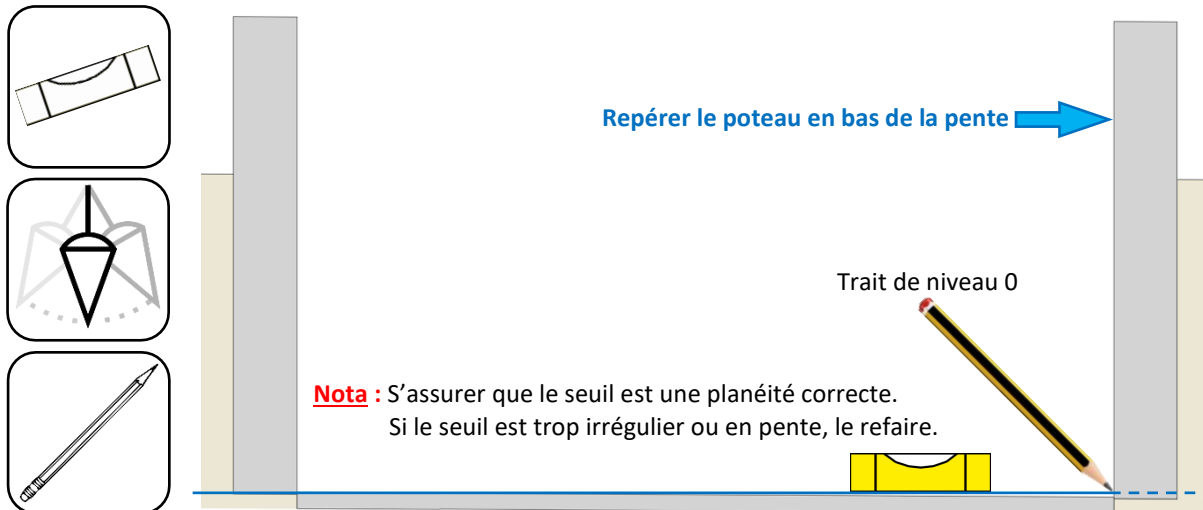 Repérer le poteau en bas de la pente
Trait de niveau 0
Nota : S’assurer que le seuil est une planéité correcte.
Si le seuil est trop irrégulier ou en pente, le refaire.